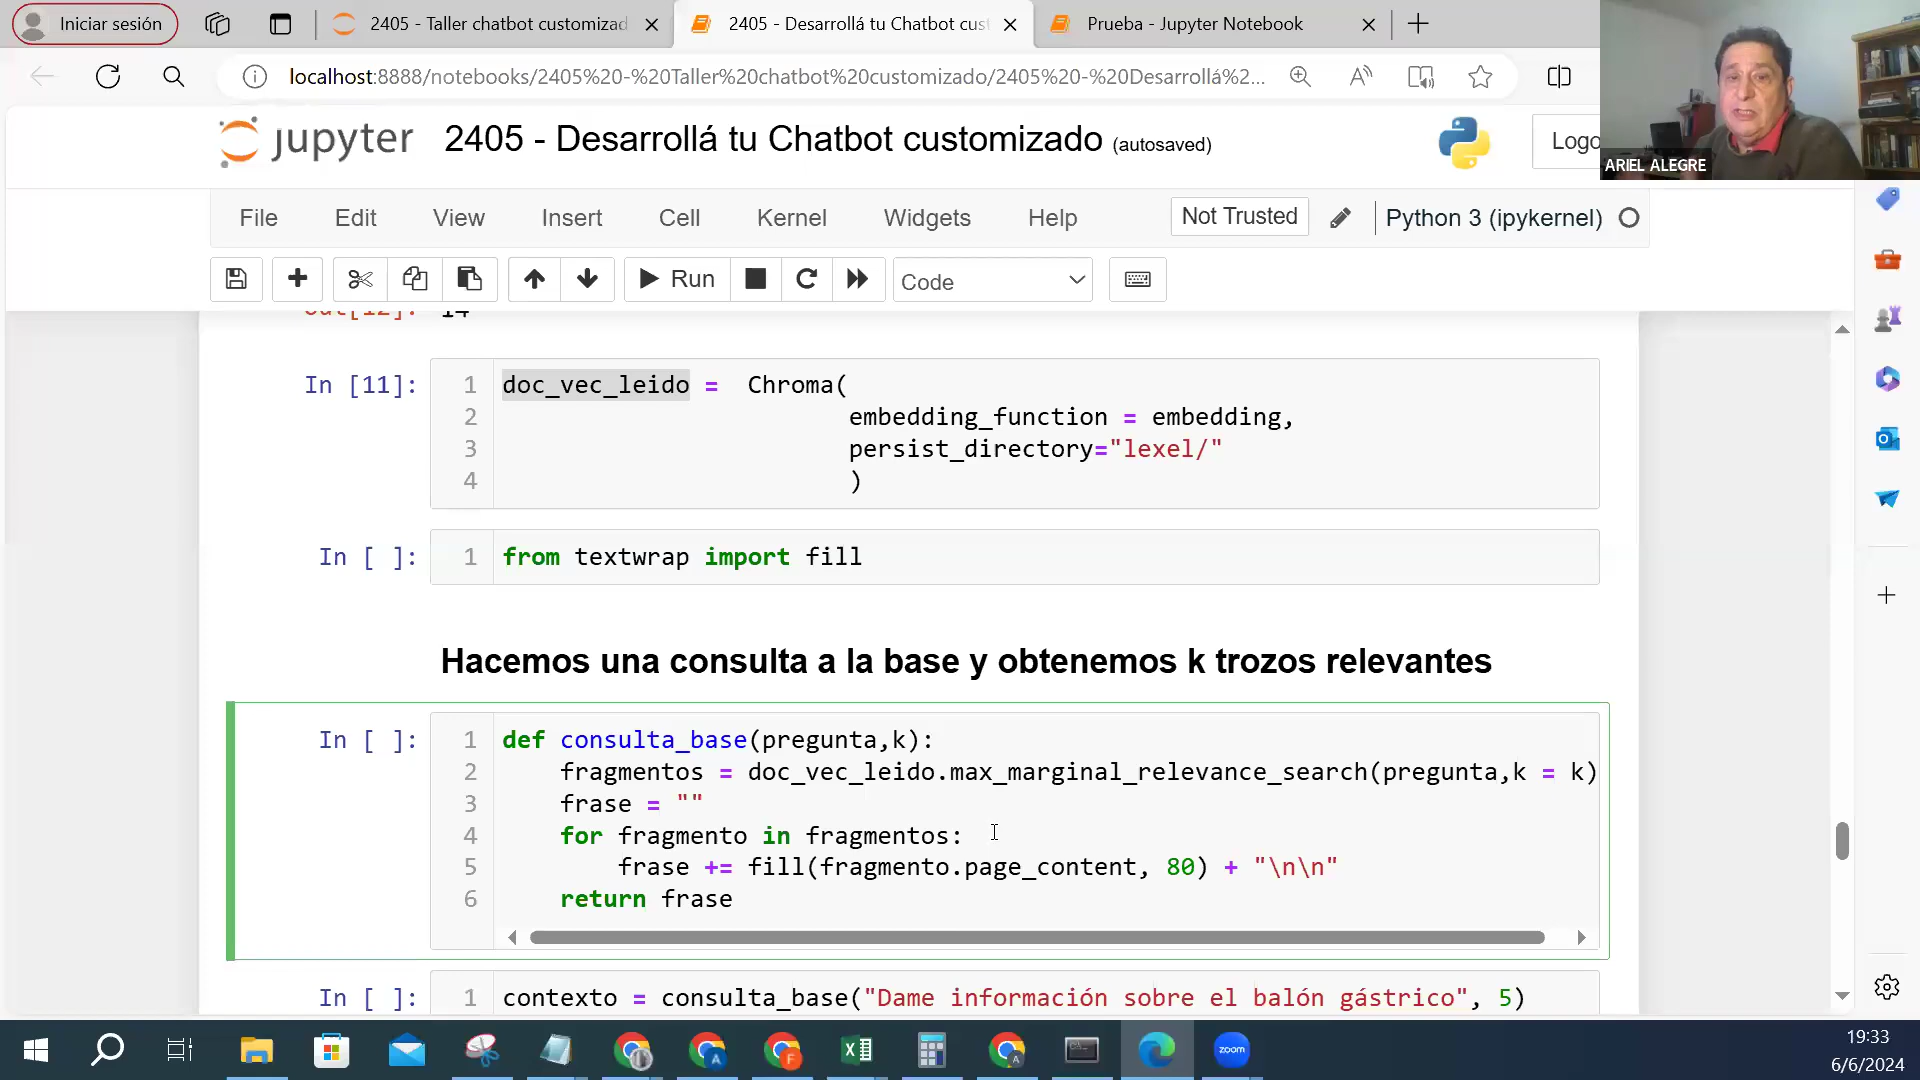 Iniciar sesión
2405 - Taller chatbot customizad
2405 - Desarrollá tu Chatbot cust
Prueba - Jupyter Notebook
localhost:8888/notebooks/2405%20-%20Taller%20chatbot%20customizado/2405%20-%20Desarrollá%2...
ARIEL ALEGRE
jupyter 2405 - Desarrollá tu Chatbot customizado (autosaved)
Logo
File Edit View Insert Cell Kernel Widgets Help Not Trusted Python 3 (ipykernel)
Run Code
Out[12]: 14
In [11]: 1 doc_vec_leido = Chroma(
2 embedding_function = embedding,
3 persist_directory="lexel/"
4 )
In [ ]: 1 from textwrap import fill
Hacemos una consulta a la base y obtenemos k trozos relevantes
In [ ]: 1 def consulta_base(pregunta,k):
2 fragmentos = doc_vec_leido.max_marginal_relevance_search(pregunta,k = k)
3 frase = ""
4 for fragmento in fragmentos:
5 frase += fill(fragmento.page_content, 80) + "\n\n"
6 return frase
In [ ]: 1 contexto = consulta_base("Dame información sobre el balón gástrico", 5)
zoom
19:33
6/6/2024